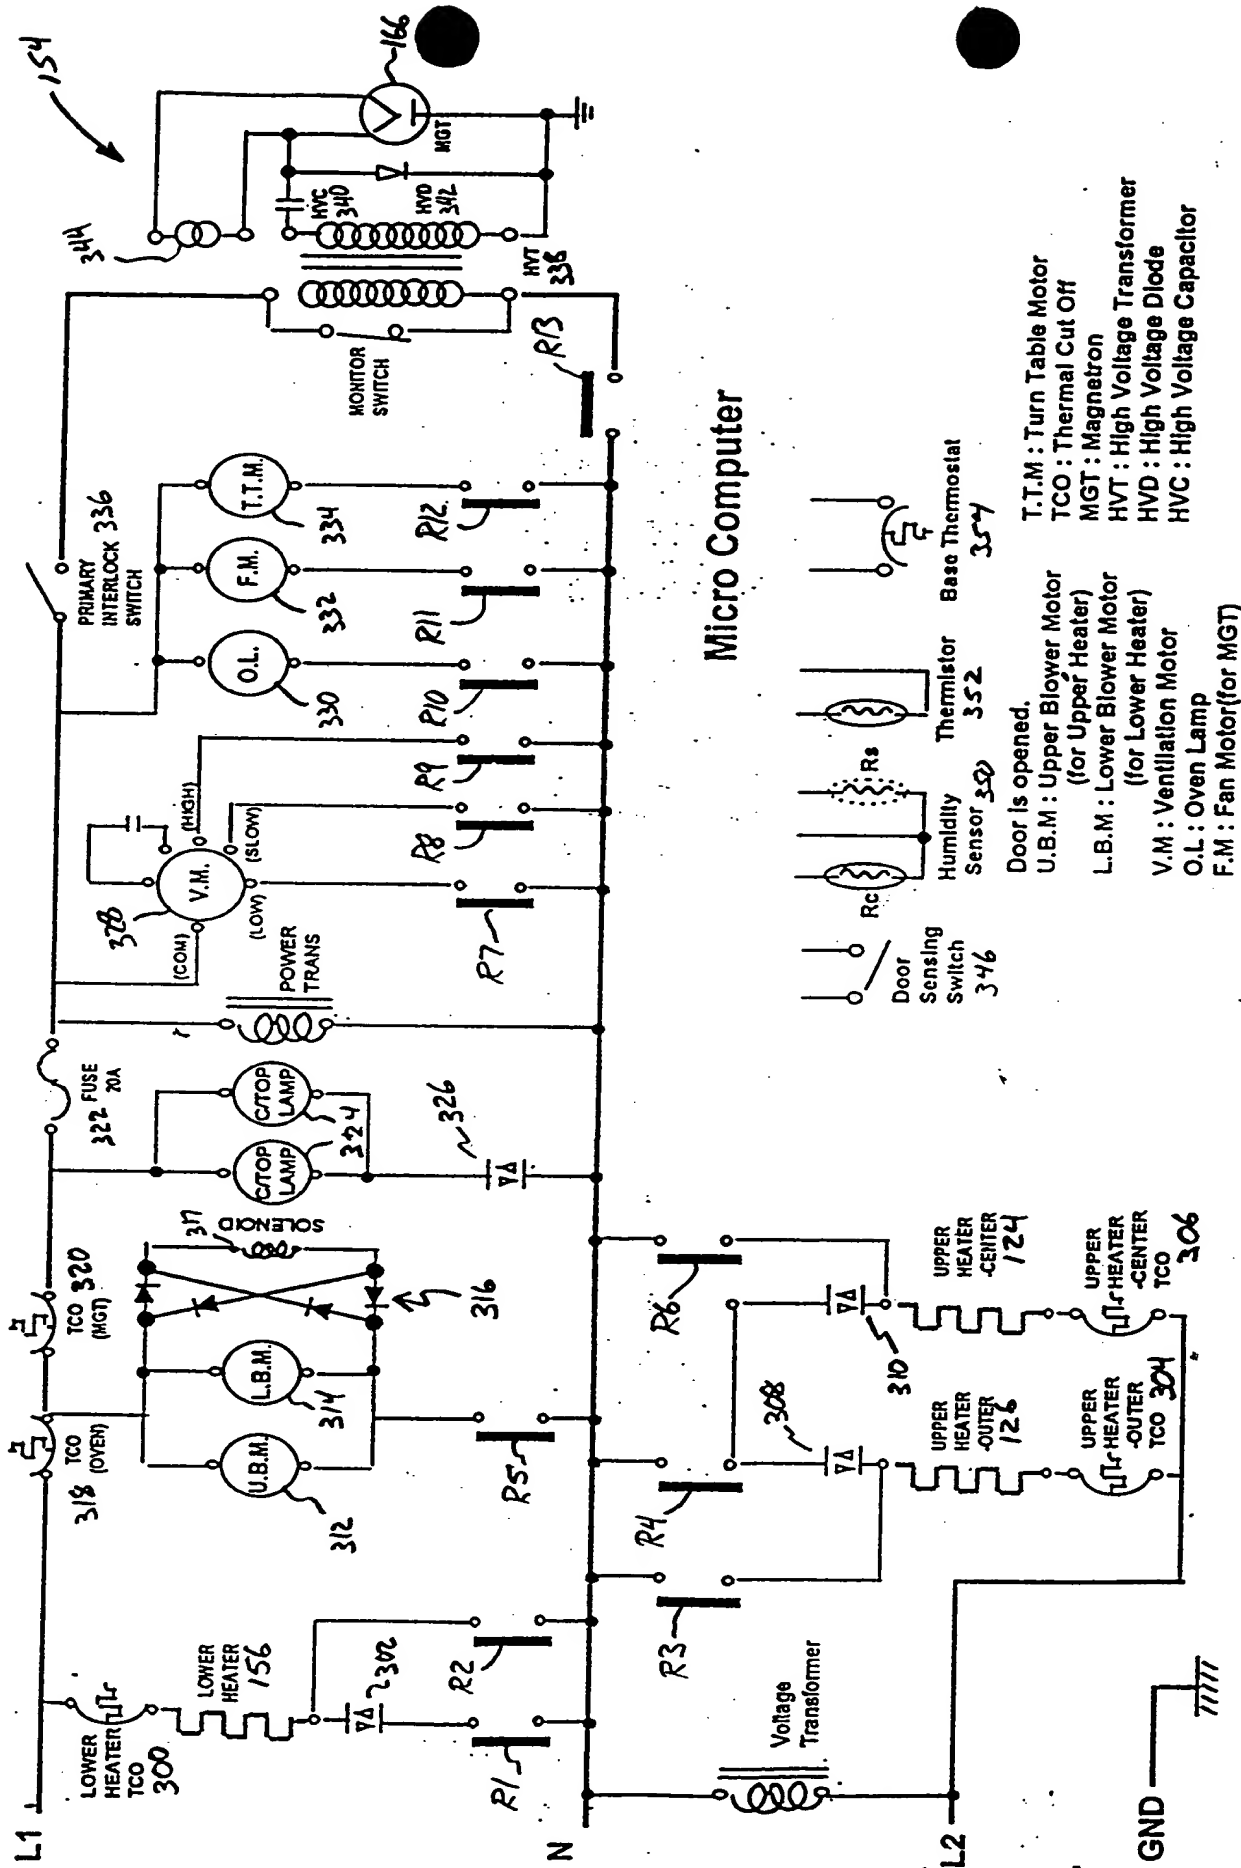 154
L1
LOWER
HEATER
TCO
300
LOWER
HEATER
156
302
R1
R2
318
TCO
(OVEN)
TCO 320
(MGT)
U.B.M.
312
L.B.M.
314
SOLENOID
317
316
R5
322 FUSE
20A
C/TOP
LAMP
C/TOP
LAMP
324
326
POWER
TRANS
(COM)
V.M.
328
(HIGH)
(SLOW)
(LOW)
R7
R8
R9
PRIMARY
INTERLOCK 336
SWITCH
O.L.
330
F.M.
332
T.T.M.
334
R10
R11
R12
R13
MONITOR
SWITCH
344
HVC
340
HVD
342
HVT
338
MGT
166
N
Voltage
Transformer
L2
GND
R3
R4
R6
308
310
UPPER
HEATER
-OUTER
126
UPPER
HEATER
-CENTER
124
UPPER
HEATER
-OUTER
TCO 304
UPPER
HEATER
-CENTER
TCO
306
Micro Computer
Door
Sensing
Switch
346
Rc
Rs
Humidity
Sensor 350
Thermistor
352
Base Thermostat
354
Door is opened.
U.B.M : Upper Blower Motor
(for Upper Heater)
L.B.M : Lower Blower Motor
(for Lower Heater)
V.M : Ventilation Motor
O.L : Oven Lamp
F.M : Fan Motor(for MGT)
T.T.M : Turn Table Motor
TCO : Thermal Cut Off
MGT : Magnetron
HVT : High Voltage Transformer
HVD : High Voltage Diode
HVC : High Voltage Capacitor